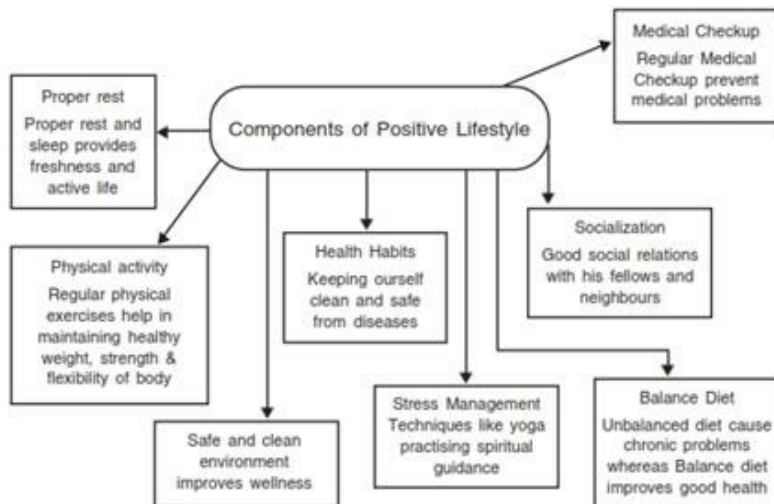 Components of Positive Lifestyle
Medical Checkup
Regular Medical
Checkup prevent
medical problems
Proper rest
Proper rest and
sleep provides
freshness and
active life
Physical activity
Regular physical
exercises help in
maintaining healthy
weight, strength &
flexibility of body
Health Habits
Keeping ourself
clean and safe
from diseases
Socialization
Good social relations
with his fellows and
neighbours
Safe and clean
environment
improves wellness
Stress Management
Techniques like yoga
practising spiritual
guidance
Balance Diet
Unbalanced diet cause
chronic problems
whereas Balance diet
improves good health